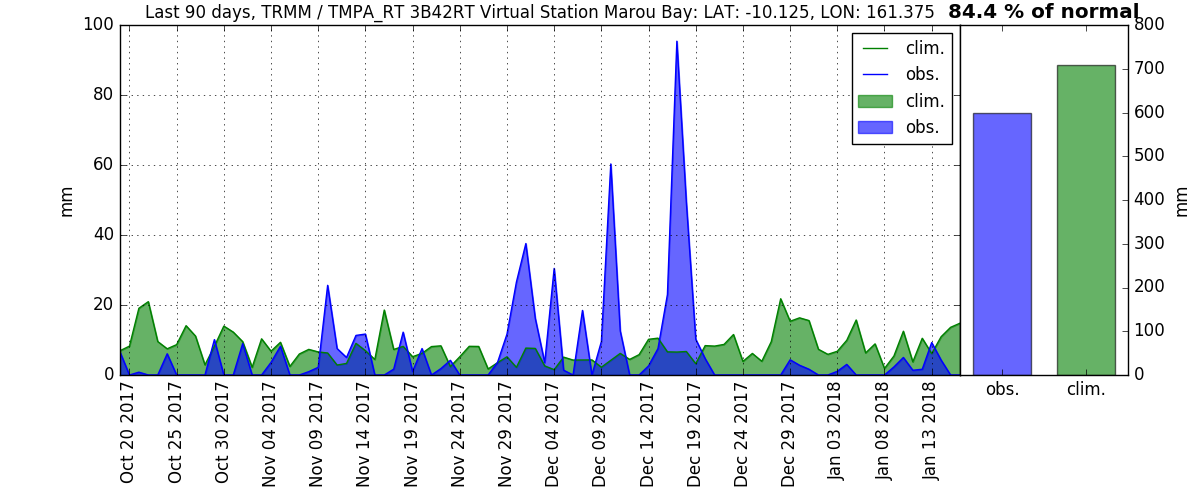 Last 90 days, TRMM / TMPA_RT 3B42RT Virtual Station Marou Bay: LAT: -10.125, LON: 161.375 84.4 % of normal
100
80
60
40
20
0
mm
clim.
obs.
clim.
obs.
Oct 20 2017
Oct 25 2017
Oct 30 2017
Nov 04 2017
Nov 09 2017
Nov 14 2017
Nov 19 2017
Nov 24 2017
Nov 29 2017
Dec 04 2017
Dec 09 2017
Dec 14 2017
Dec 19 2017
Dec 24 2017
Dec 29 2017
Jan 03 2018
Jan 08 2018
Jan 13 2018
800
700
600
500
400
300
200
100
0
mm
obs.
clim.